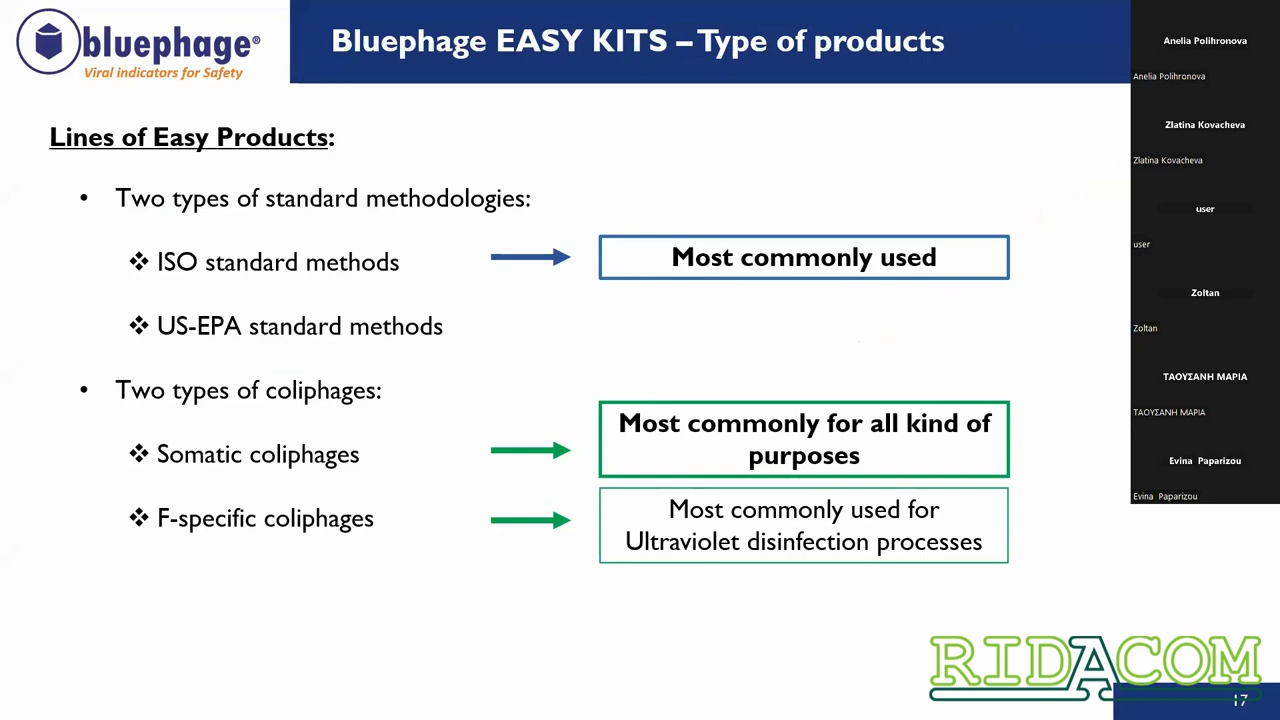 bluephage®
Viral indicators for Safety
Bluephage EASY KITS – Type of products
Lines of Easy Products:
• Two types of standard methodologies:
❖ ISO standard methods
Most commonly used
❖ US-EPA standard methods
• Two types of coliphages:
❖ Somatic coliphages
Most commonly for all kind of
purposes
❖ F-specific coliphages
Most commonly used for
Ultraviolet disinfection processes
Anelia Polihronova
Anelia Polihronova
Zlatina Kovacheva
Zlatina Kovacheva
user
user
Zoltan
Zoltan
ΤΑΟΥΣΑΝΗ ΜΑΡΙΑ
ΤΑΟΥΣΑΝΗ ΜΑΡΙΑ
Evina Paparizou
Evina Paparizou
RIDACOM
17